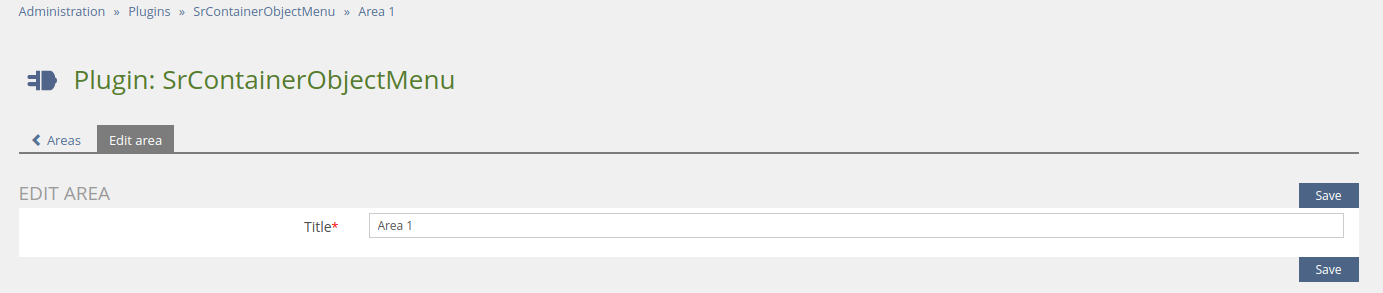 Administration » Plugins » SrContainerObjectMenu » Area 1
Plugin: SrContainerObjectMenu
Areas Edit area
EDIT AREA Save
Title* Area 1
Save